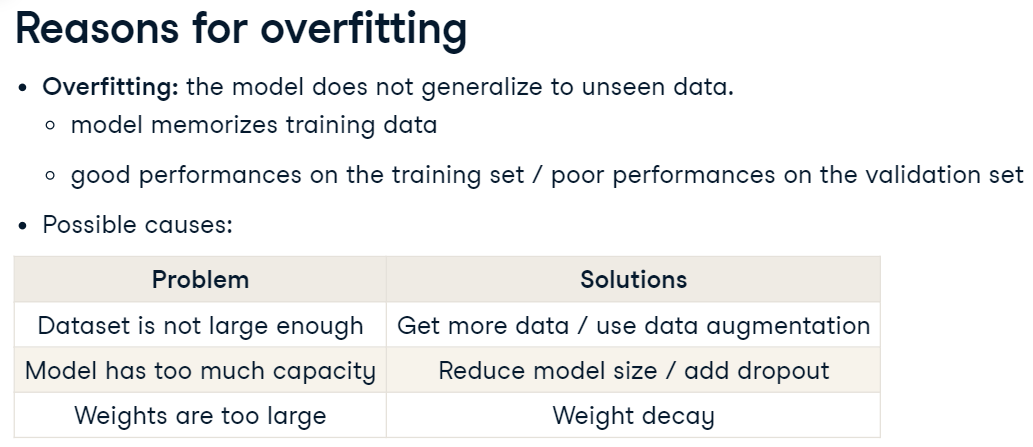 Reasons for overfitting
• Overfitting: the model does not generalize to unseen data.
◦ model memorizes training data
◦ good performances on the training set / poor performances on the validation set
• Possible causes:
Problem Solutions
Dataset is not large enough Get more data / use data augmentation
Model has too much capacity Reduce model size / add dropout
Weights are too large Weight decay